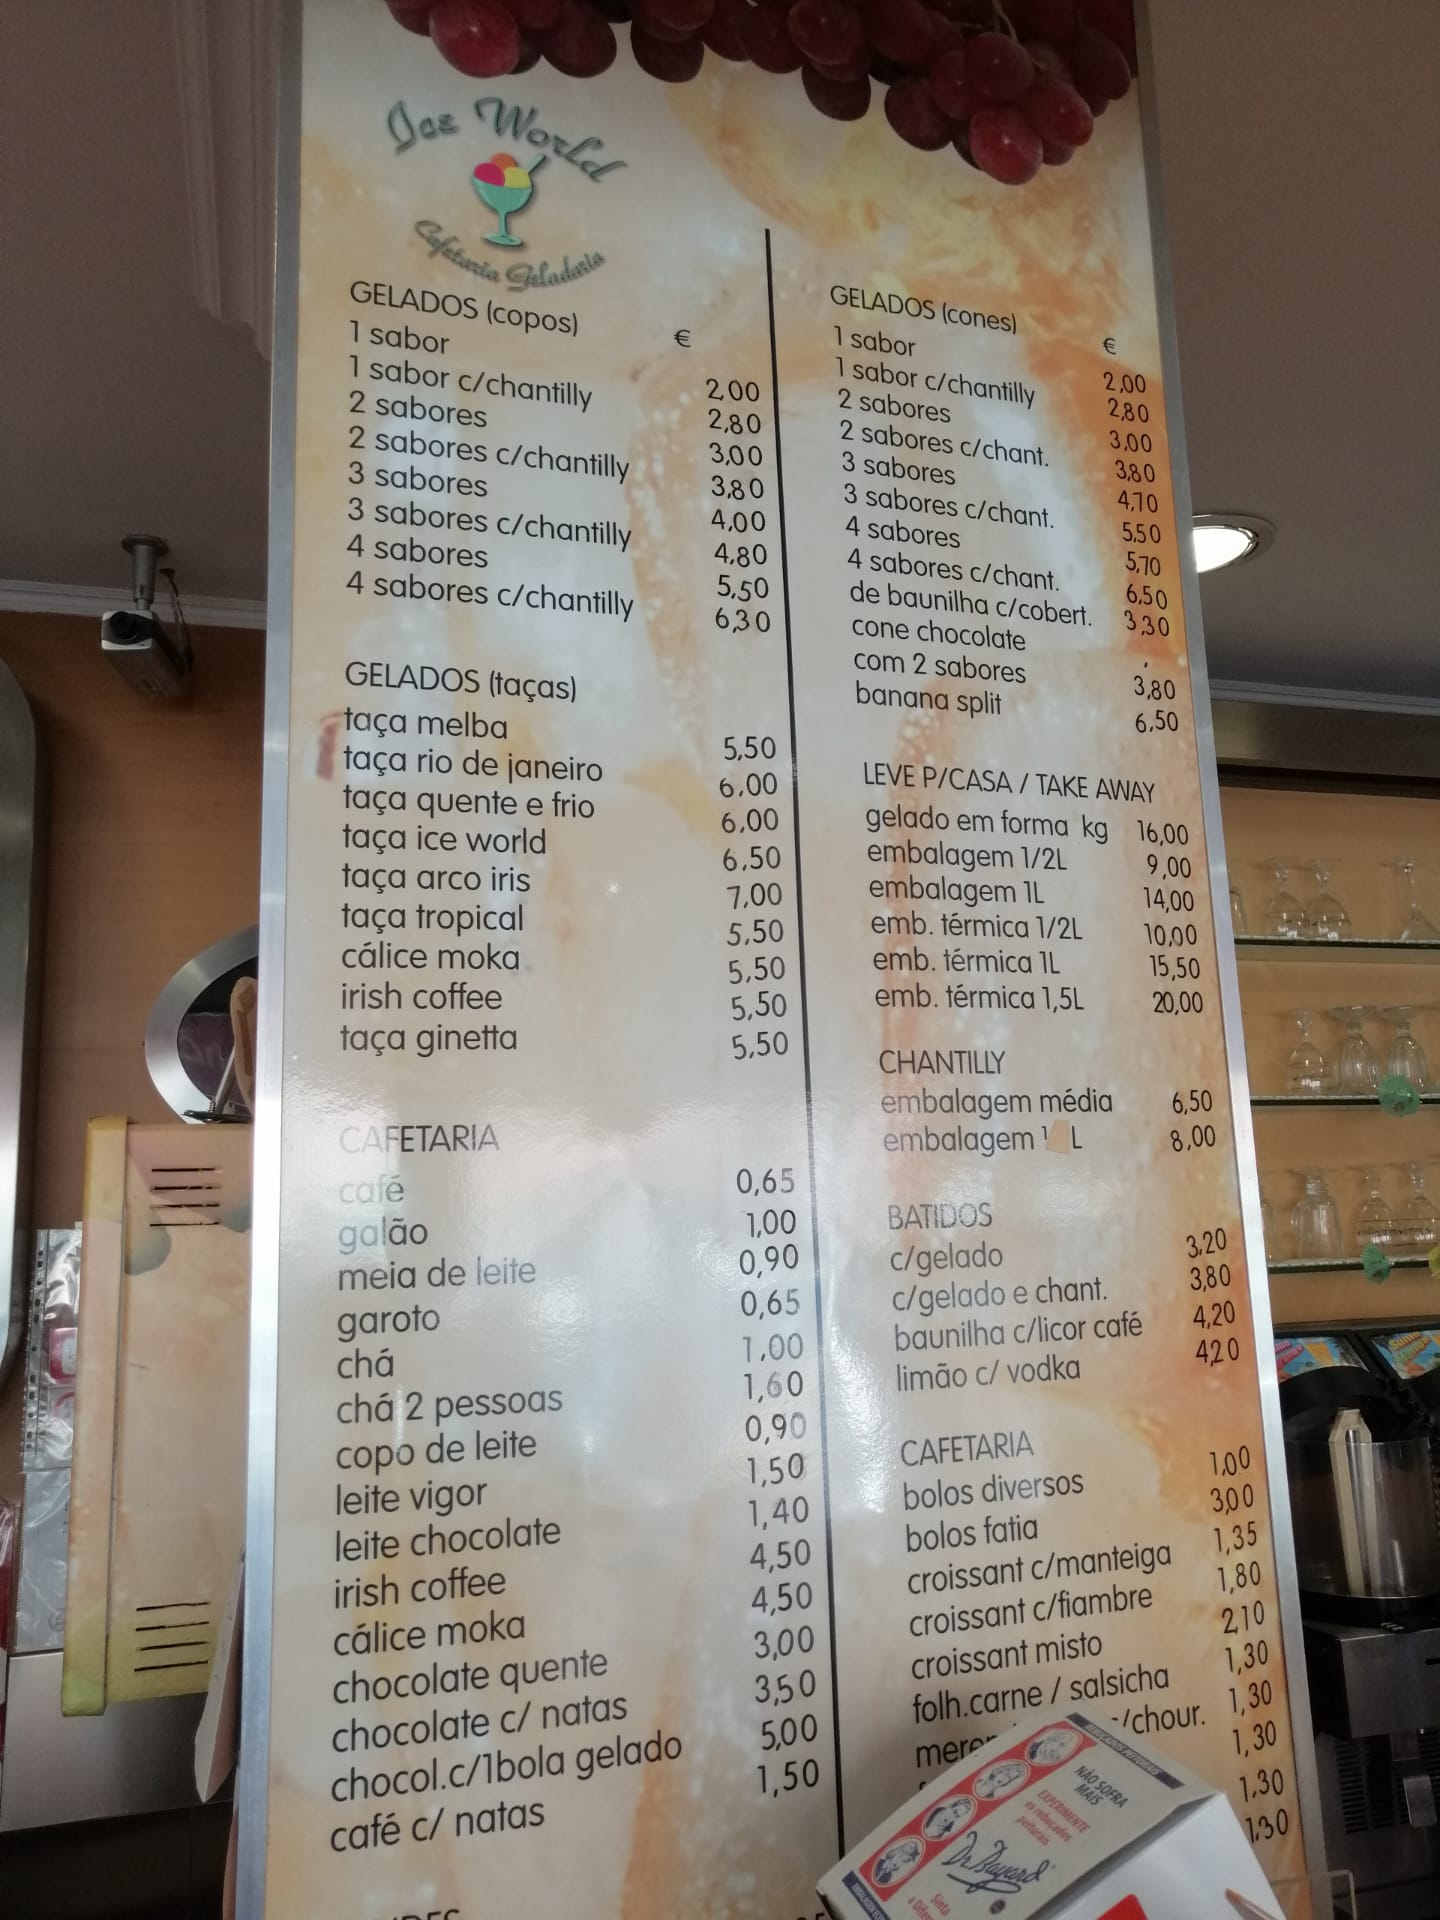 Ice World
Cafetaria Geladaria
GELADOS (copos) €
1 sabor 2,00
1 sabor c/chantilly 2,80
2 sabores 3,00
2 sabores c/chantilly 3,80
3 sabores 4,00
3 sabores c/chantilly 4,80
4 sabores 5,50
4 sabores c/chantilly 6,30
GELADOS (taças)
taça melba 5,50
taça rio de janeiro 6,00
taça quente e frio 6,00
taça ice world 6,50
taça arco iris 7,00
taça tropical 5,50
cálice moka 5,50
irish coffee 5,50
taça ginetta 5,50
CAFETARIA
café 0,65
galão 1,00
meia de leite 0,90
garoto 0,65
chá 1,00
chá 2 pessoas 1,60
copo de leite 0,90
leite vigor 1,50
leite chocolate 1,40
irish coffee 4,50
cálice moka 4,50
chocolate quente 3,00
chocolate c/ natas 3,50
chocol.c/1bola gelado 5,00
café c/ natas 1,50
GELADOS (cones) €
1 sabor 2,00
1 sabor c/chantilly 2,80
2 sabores 3,00
2 sabores c/chant. 3,80
3 sabores 4,70
3 sabores c/chant. 5,50
4 sabores 5,70
4 sabores c/chant. 6,50
de baunilha c/cobert. 3,30
cone chocolate
com 2 sabores 3,80
banana split 6,50
LEVE P/CASA / TAKE AWAY
gelado em forma kg 16,00
embalagem 1/2L 9,00
embalagem 1L 14,00
emb. térmica 1/2L 10,00
emb. térmica 1L 15,50
emb. térmica 1,5L 20,00
CHANTILLY
embalagem média 6,50
embalagem 1 L 8,00
BATIDOS
c/gelado 3,20
c/gelado e chant. 3,80
baunilha c/licor café 4,20
limão c/ vodka 4,20
CAFETARIA
bolos diversos 1,00
bolos fatia 3,00
croissant c/manteiga 1,35
croissant c/fiambre 1,80
croissant misto 2,10
folh.carne / salsicha 1,30
/chour. 1,30
1,30
1,30
1,30
NÃO SOFRA
MAIS
EXPERIMENTE
os rebuçados
peitorais
Dr. Bayard
Sinta